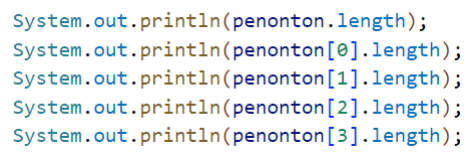 System.out.println(penonton.length);
System.out.println(penonton[0].length);
System.out.println(penonton[1].length);
System.out.println(penonton[2].length);
System.out.println(penonton[3].length);